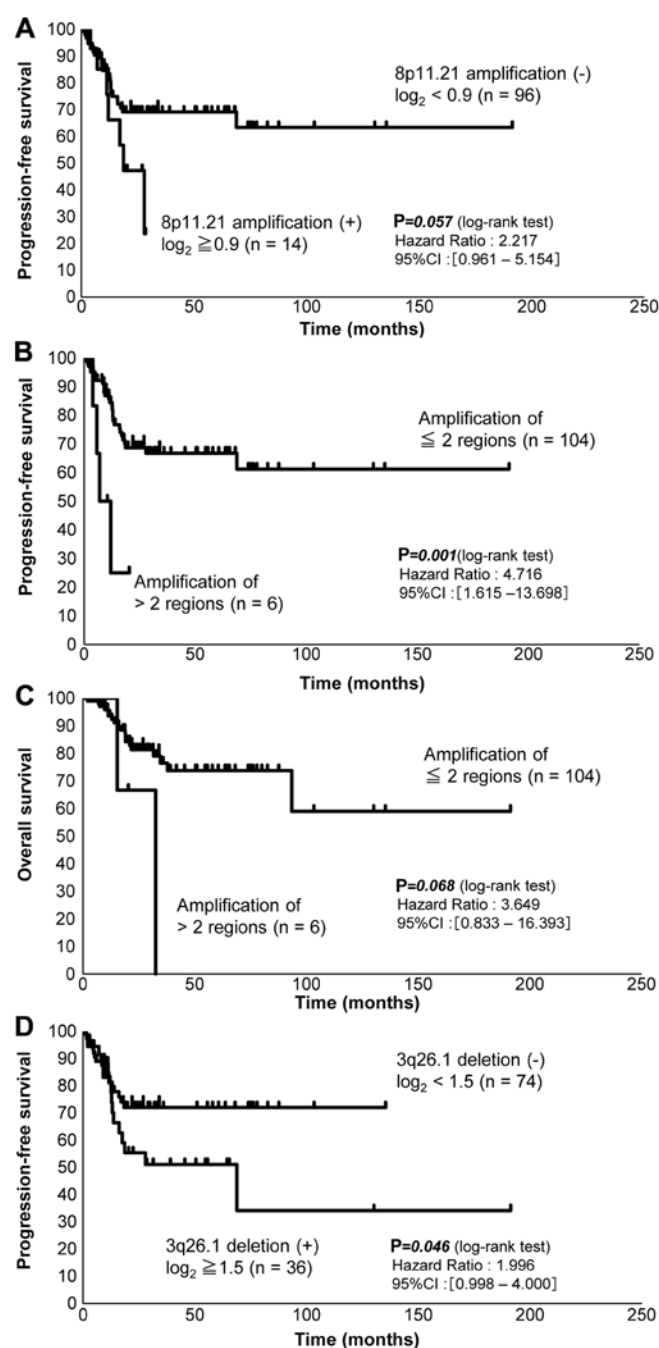 A
Progression-free survival
100
90
80
70
60
50
40
30
20
10
0
8p11.21 amplification (-)
log2 < 0.9 (n = 96)
8p11.21 amplification (+)
log2 ≧0.9 (n = 14)
P=0.057 (log-rank test)
Hazard Ratio : 2.217
95%CI :[0.961 – 5.154]
0 50 100 150 200 250
Time (months)
B
Progression-free survival
100
90
80
70
60
50
40
30
20
10
0
Amplification of
≦ 2 regions (n = 104)
Amplification of
> 2 regions (n = 6)
P=0.001(log-rank test)
Hazard Ratio : 4.716
95%CI :[1.615 –13.698]
0 50 100 150 200 250
Time (months)
C
Overall survival
100
90
80
70
60
50
40
30
20
10
0
Amplification of
≦ 2 regions (n = 104)
Amplification of
> 2 regions (n = 6)
P=0.068 (log-rank test)
Hazard Ratio : 3.649
95%CI :[0.833 – 16.393]
0 50 100 150 200 250
Time (months)
D
Progression-free survival
100
90
80
70
60
50
40
30
20
10
0
3q26.1 deletion (-)
log2 < 1.5 (n = 74)
3q26.1 deletion (+)
log2 ≧1.5 (n = 36)
P=0.046 (log-rank test)
Hazard Ratio : 1.996
95%CI :[0.998 – 4.000]
0 50 100 150 200 250
Time (months)